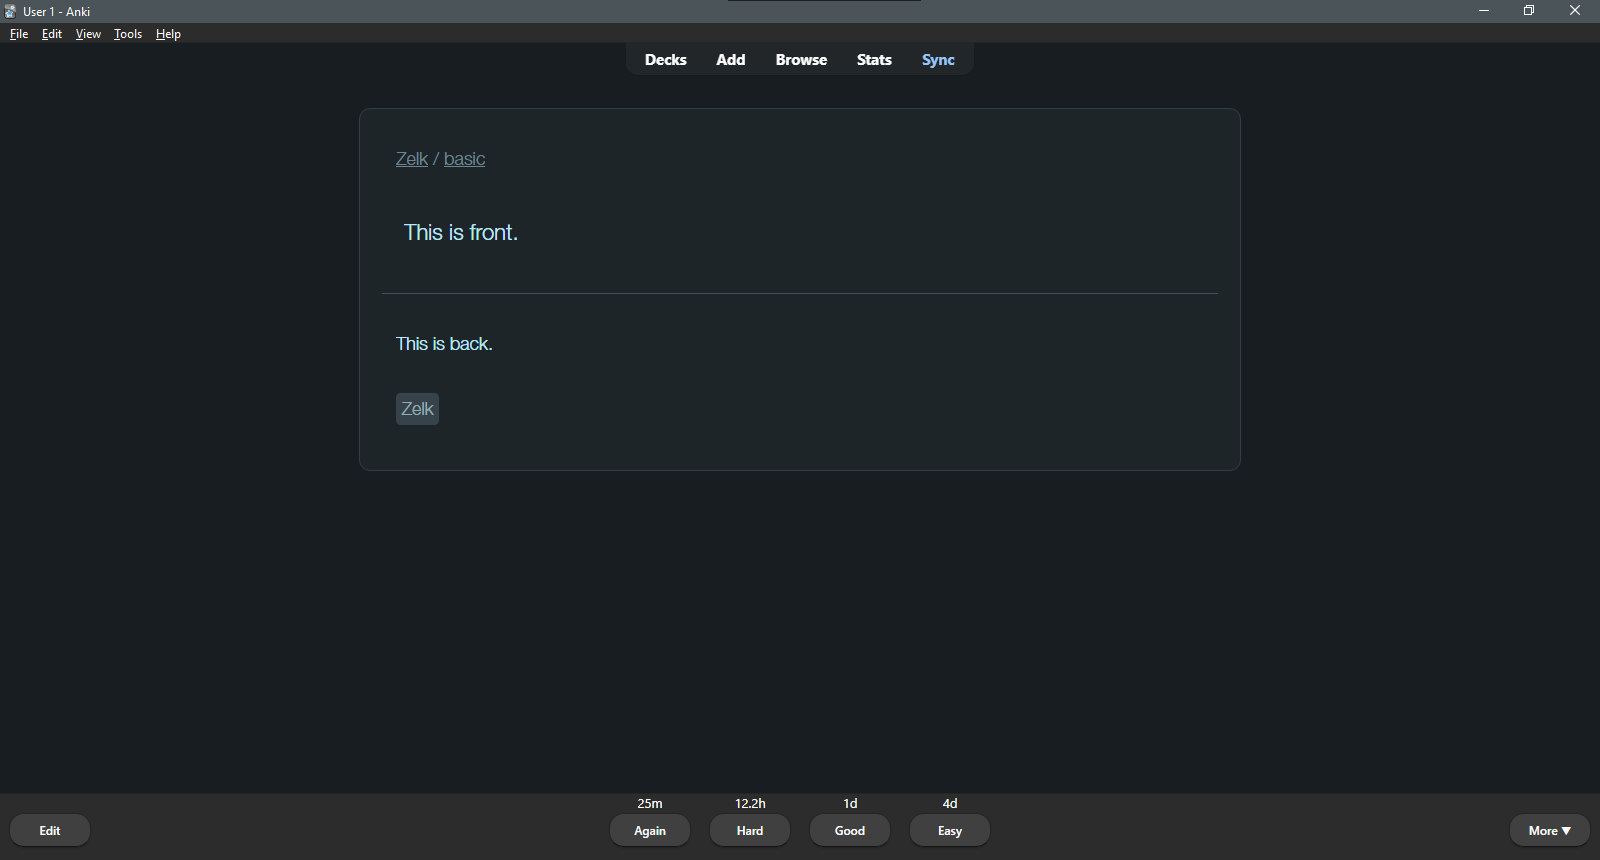 User 1 - Anki
File Edit View Tools Help
Decks Add Browse Stats Sync
Zelk / basic
This is front.
This is back.
Zelk
25m 12.2h 1d 4d
Edit Again Hard Good Easy More ▼